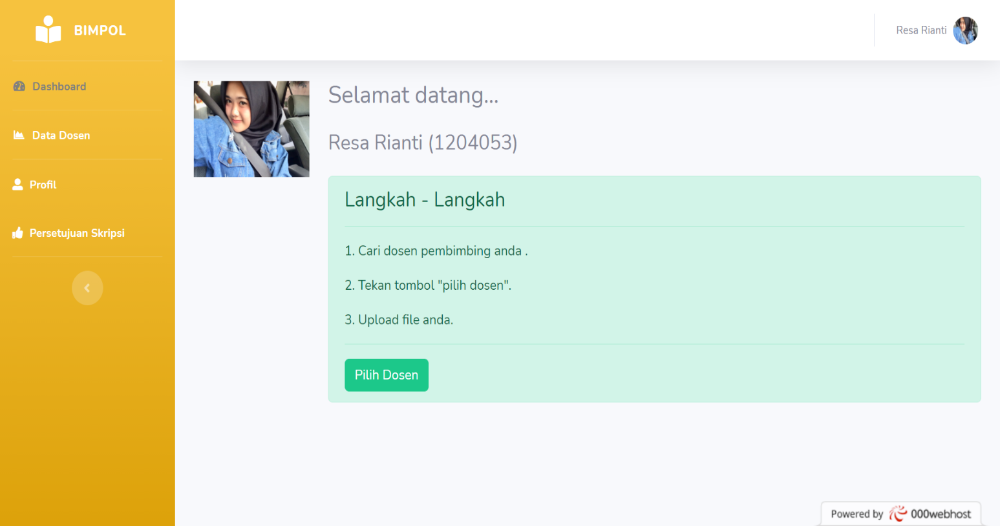 BIMPOL
Dashboard
Data Dosen
Profil
Persetujuan Skripsi
Resa Rianti
Selamat datang...
Resa Rianti (1204053)
Langkah - Langkah
1. Cari dosen pembimbing anda .
2. Tekan tombol "pilih dosen".
3. Upload file anda.
Pilih Dosen
Powered by 000webhost